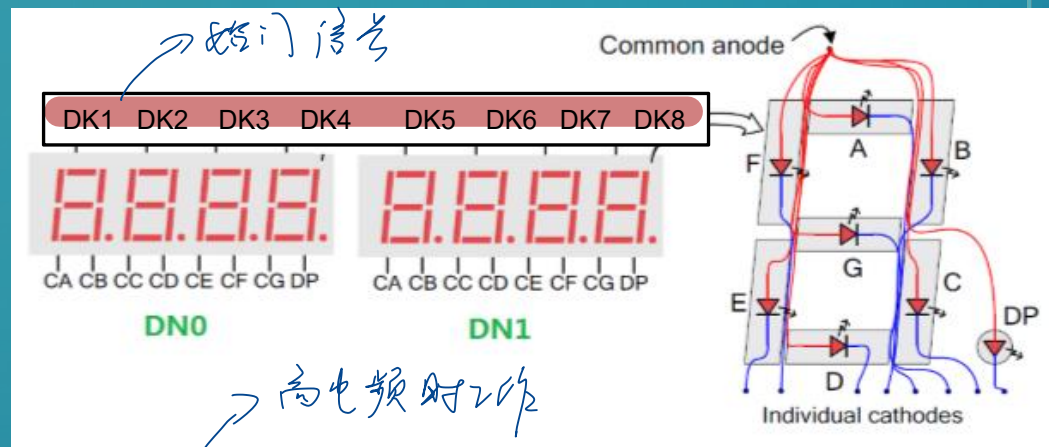 信号
Common anode
DK1 DK2 DK3 DK4 DK5 DK6 DK7 DK8
F
A
B
G
E
C
DP
D
CA CB CC CD CE CF CG DP
CA CB CC CD CE CF CG DP
DN0
DN1
高电频时工作
Individual cathodes